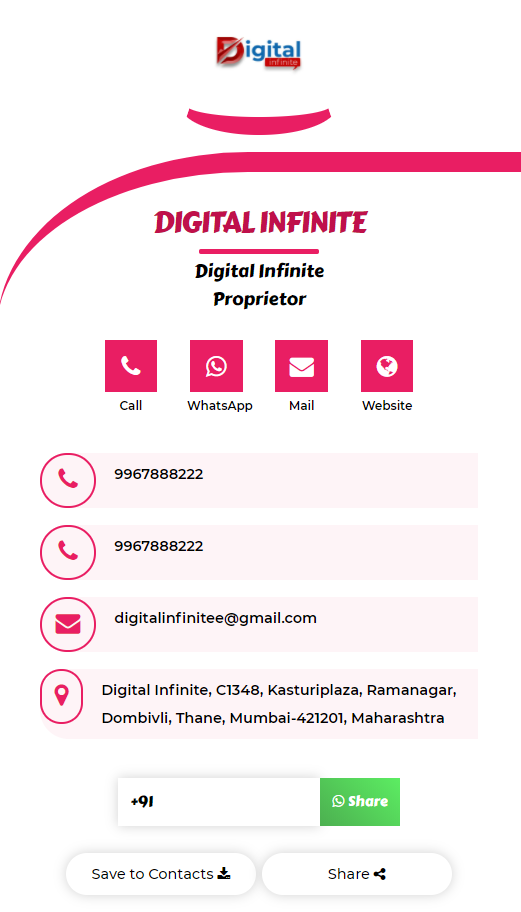 Digital
infinite
DIGITAL INFINITE
Digital Infinite
Proprietor
Call WhatsApp Mail Website
9967888222
9967888222
digitalinfinitee@gmail.com
Digital Infinite, C1348, Kasturiplaza, Ramanagar,
Dombivli, Thane, Mumbai-421201, Maharashtra
+91 Share
Save to Contacts Share